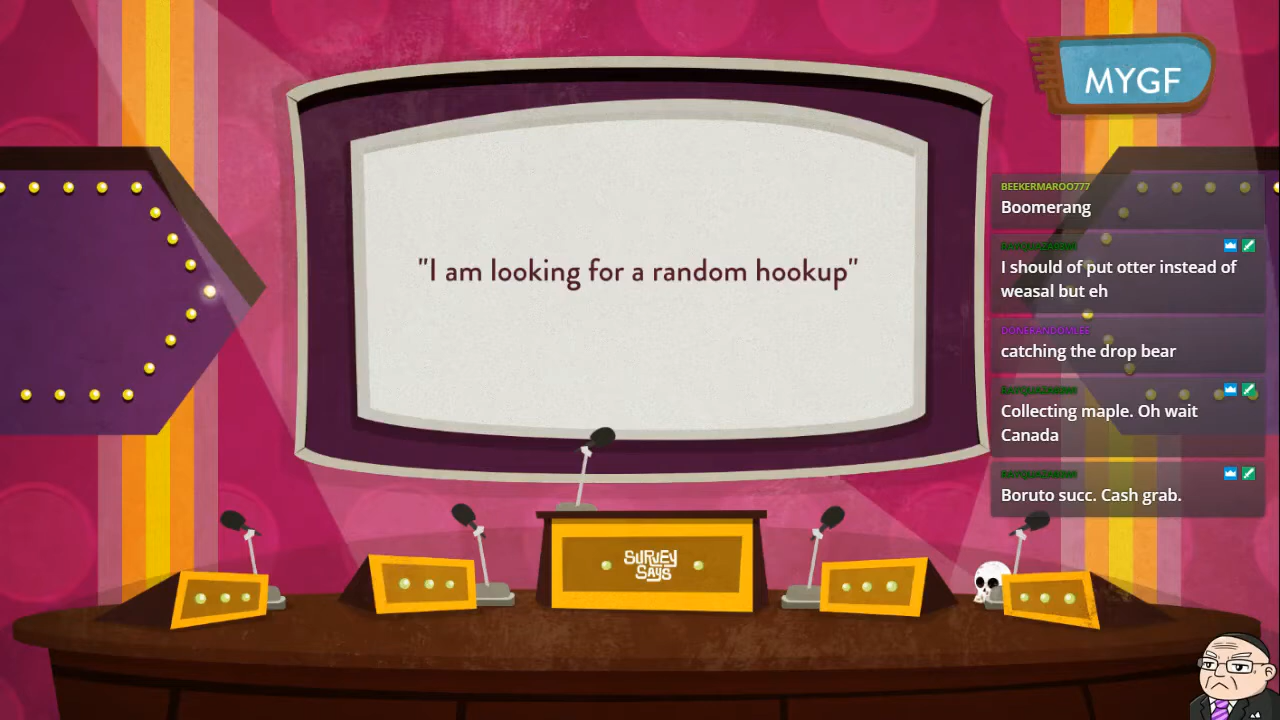 MYGF
"I am looking for a random hookup"
BEEKERMAROO777
Boomerang
I should of put otter instead of
weasal but eh
catching the drop bear
Collecting maple. Oh wait
Canada
Boruto succ. Cash grab.
SURVEY
SAYS